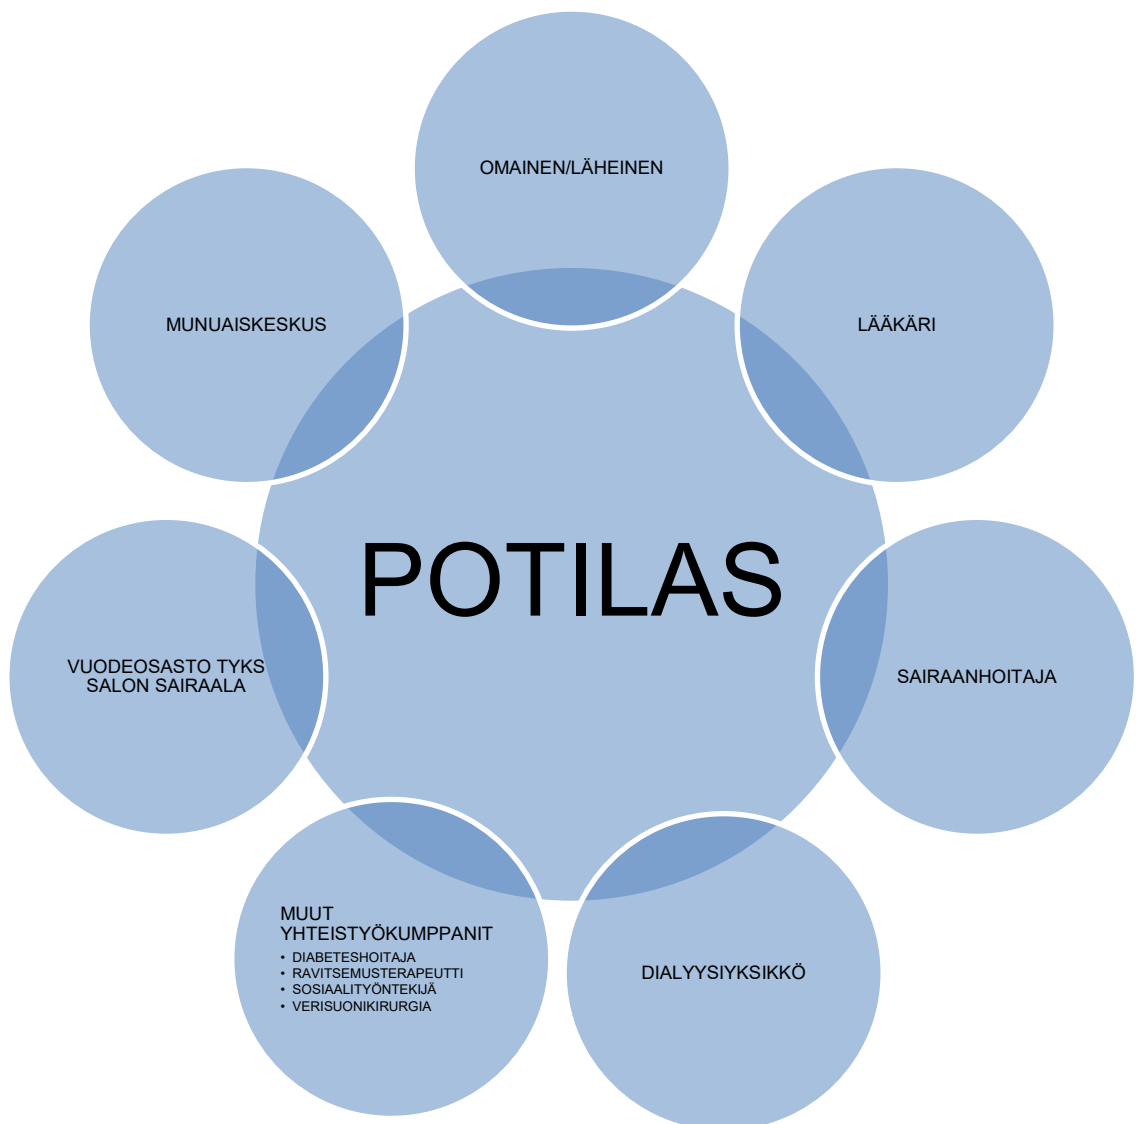 OMAINEN/LÄHEINEN
MUNUAISKESKUS
LÄÄKÄRI
POTILAS
VUODEOSASTO TYKS
SALON SAIRAALA
SAIRAANHOITAJA
MUUT
YHTEISTYÖKUMPPANIT
• DIABETESHOITAJA
• RAVITSEMUSTERAPEUTTI
• SOSIAALITYÖNTEKIJÄ
• VERISUONIKIRURGIA
DIALYYSIYKSIKKÖ